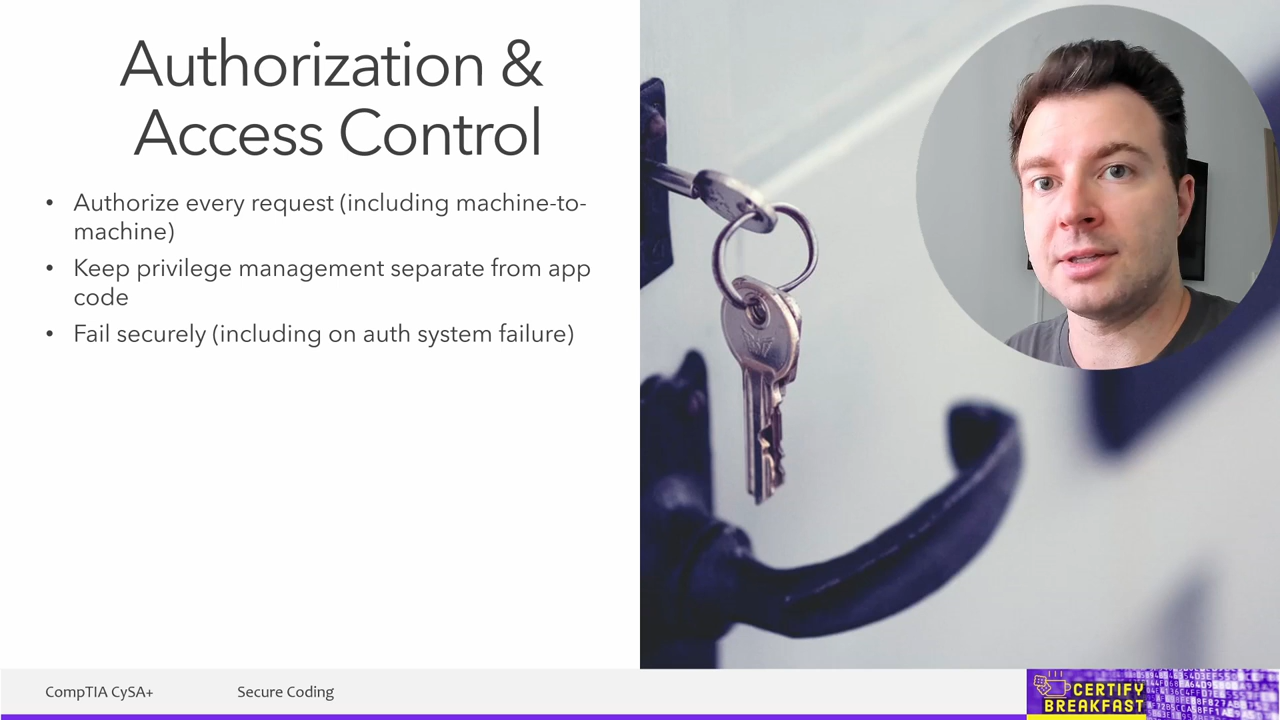 Authorization &
Access Control
• Authorize every request (including machine-to-
machine)
• Keep privilege management separate from app
code
• Fail securely (including on auth system failure)
CompTIA CySA+
Secure Coding
CERTIFY
BREAKFAST